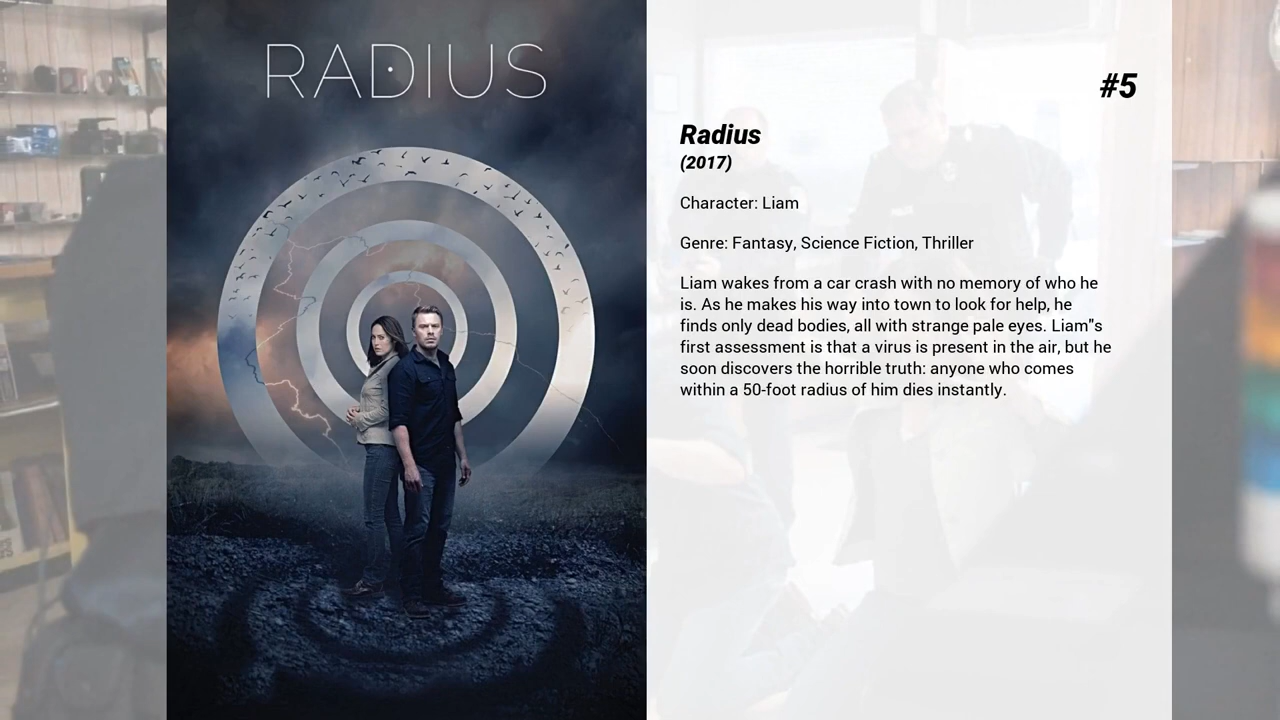 RADIUS
#5
Radius
(2017)
Character: Liam
Genre: Fantasy, Science Fiction, Thriller
Liam wakes from a car crash with no memory of who he
is. As he makes his way into town to look for help, he
finds only dead bodies, all with strange pale eyes. Liam"s
first assessment is that a virus is present in the air, but he
soon discovers the horrible truth: anyone who comes
within a 50-foot radius of him dies instantly.